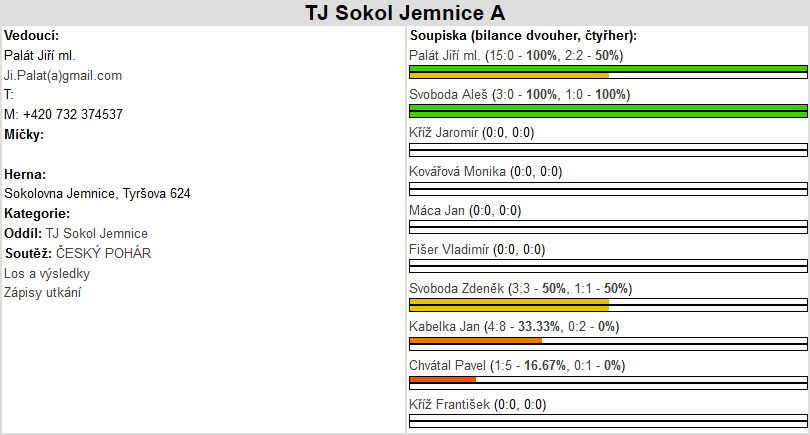 TJ Sokol Jemnice A
Vedoucí:
Palát Jiří ml.
Ji.Palat(a)gmail.com
T:
M: +420 732 374537
Míčky:
Herna:
Sokolovna Jemnice, Tyršova 624
Kategorie:
Oddíl: TJ Sokol Jemnice
Soutěž: ČESKÝ POHÁR
Los a výsledky
Zápisy utkání
Soupiska (bilance dvouher, čtyřher):
Palát Jiří ml. (15:0 - 100%, 2:2 - 50%)
Svoboda Aleš (3:0 - 100%, 1:0 - 100%)
Kříž Jaromír (0:0, 0:0)
Kovářová Monika (0:0, 0:0)
Máca Jan (0:0, 0:0)
Fišer Vladimír (0:0, 0:0)
Svoboda Zdeněk (3:3 - 50%, 1:1 - 50%)
Kabelka Jan (4:8 - 33.33%, 0:2 - 0%)
Chvátal Pavel (1:5 - 16.67%, 0:1 - 0%)
Kříž František (0:0, 0:0)